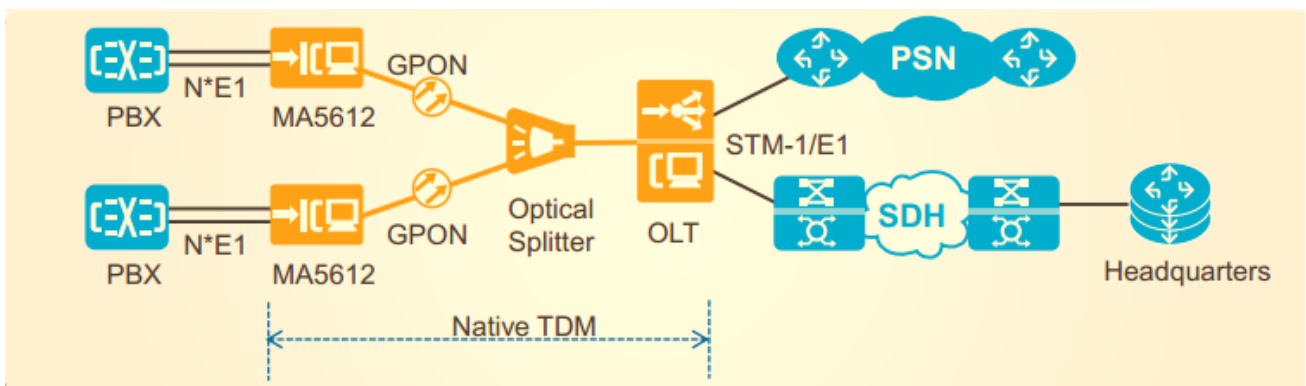 PBX
N*E1
MA5612
GPON
PBX
N*E1
MA5612
GPON
Optical
Splitter
OLT
STM-1/E1
PSN
SDH
Headquarters
Native TDM